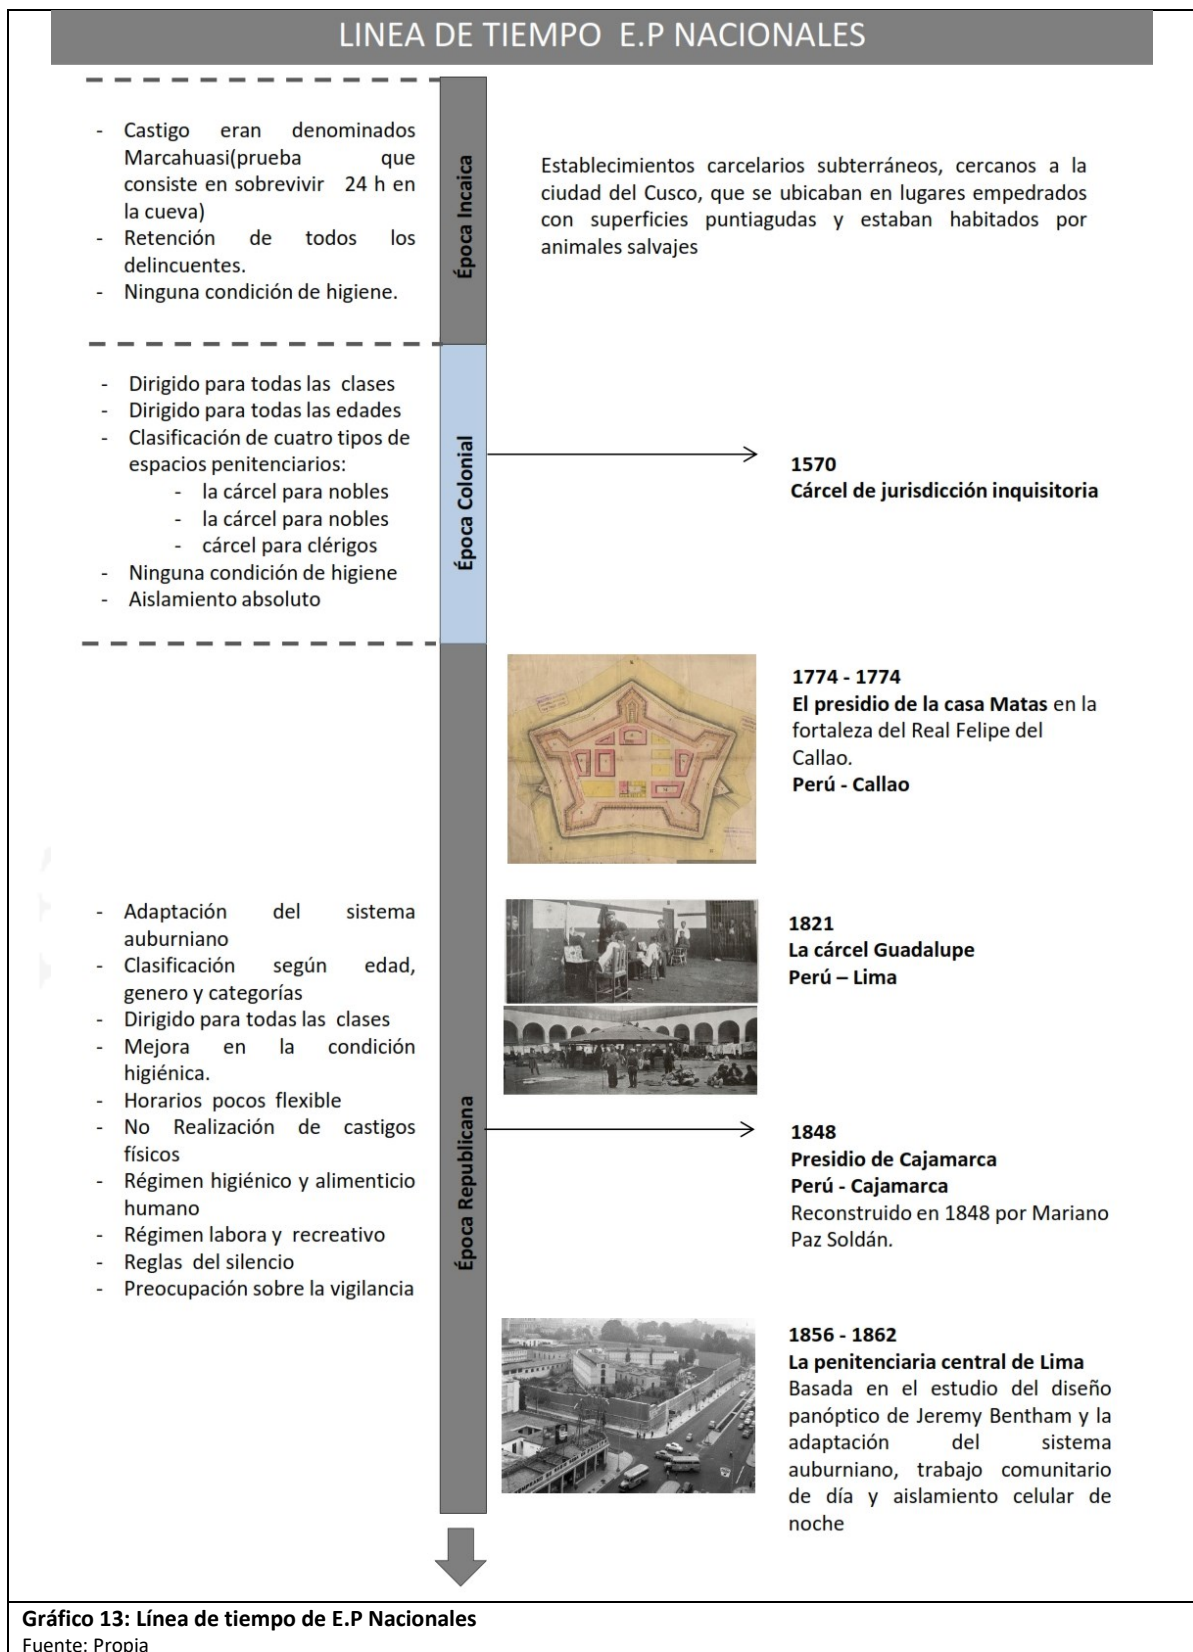 LINEA DE TIEMPO E.P NACIONALES
- Castigo eran denominados
Marcahuasi(prueba que
consiste en sobrevivir 24 h en
la cueva)
- Retención de todos los
delincuentes.
- Ninguna condición de higiene.
Época Incaica
Establecimientos carcelarios subterráneos, cercanos a la
ciudad del Cusco, que se ubicaban en lugares empedrados
con superficies puntiagudas y estaban habitados por
animales salvajes
- Dirigido para todas las clases
- Dirigido para todas las edades
- Clasificación de cuatro tipos de
espacios penitenciarios:
- la cárcel para nobles
- la cárcel para nobles
- cárcel para clérigos
- Ninguna condición de higiene
- Aislamiento absoluto
Época Colonial
1570
Cárcel de jurisdicción inquisitoria
1774 - 1774
El presidio de la casa Matas en la
fortaleza del Real Felipe del
Callao.
Perú - Callao
- Adaptación del sistema
auburniano
- Clasificación según edad,
genero y categorías
- Dirigido para todas las clases
- Mejora en la condición
higiénica.
- Horarios pocos flexible
- No Realización de castigos
físicos
- Régimen higiénico y alimenticio
humano
- Régimen labora y recreativo
- Reglas del silencio
- Preocupación sobre la vigilancia
Época Republicana
1821
La cárcel Guadalupe
Perú – Lima
1848
Presidio de Cajamarca
Perú - Cajamarca
Reconstruido en 1848 por Mariano
Paz Soldán.
1856 - 1862
La penitenciaria central de Lima
Basada en el estudio del diseño
panóptico de Jeremy Bentham y la
adaptación del sistema
auburniano, trabajo comunitario
de día y aislamiento celular de
noche
Gráfico 13: Línea de tiempo de E.P Nacionales
Fuente: Propia